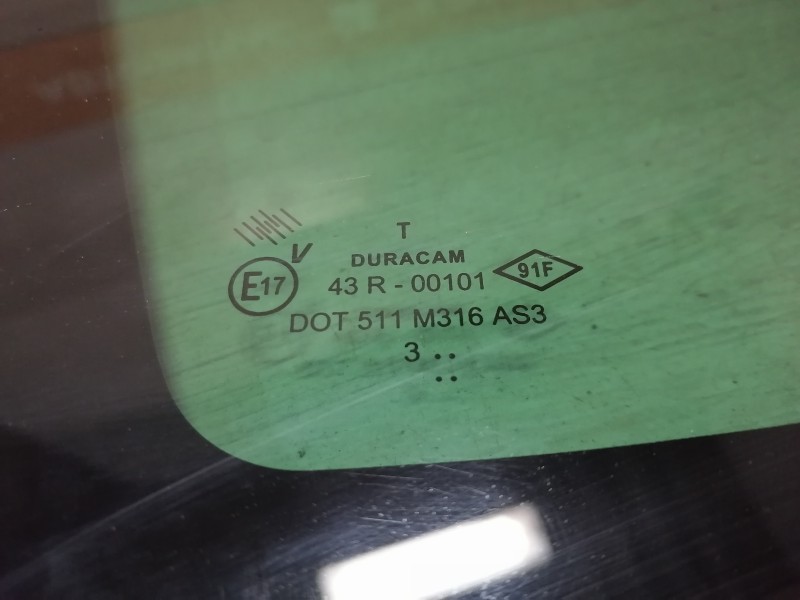 T
V
DURACAM
E17
43 R - 00101
91F
DOT 511 M316 AS3
3 ..
..